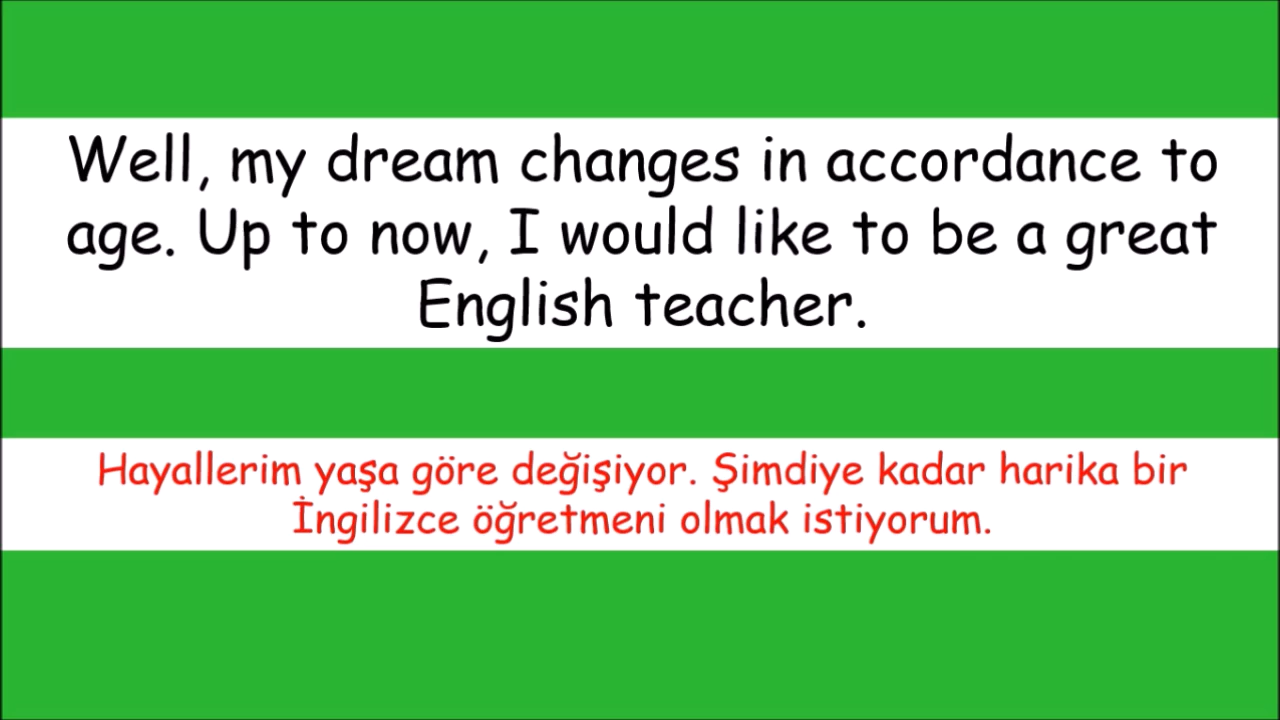 Well, my dream changes in accordance to
age. Up to now, I would like to be a great
English teacher.
Hayallerim yaşa göre değişiyor. Şimdiye kadar harika bir
İngilizce öğretmeni olmak istiyorum.